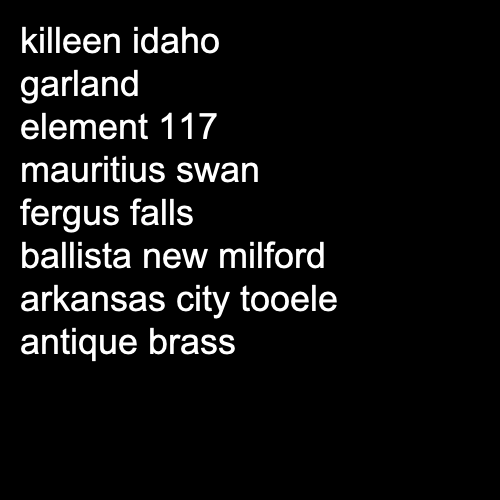 killeen idaho
garland
element 117
mauritius swan
fergus falls
ballista new milford
arkansas city tooele
antique brass